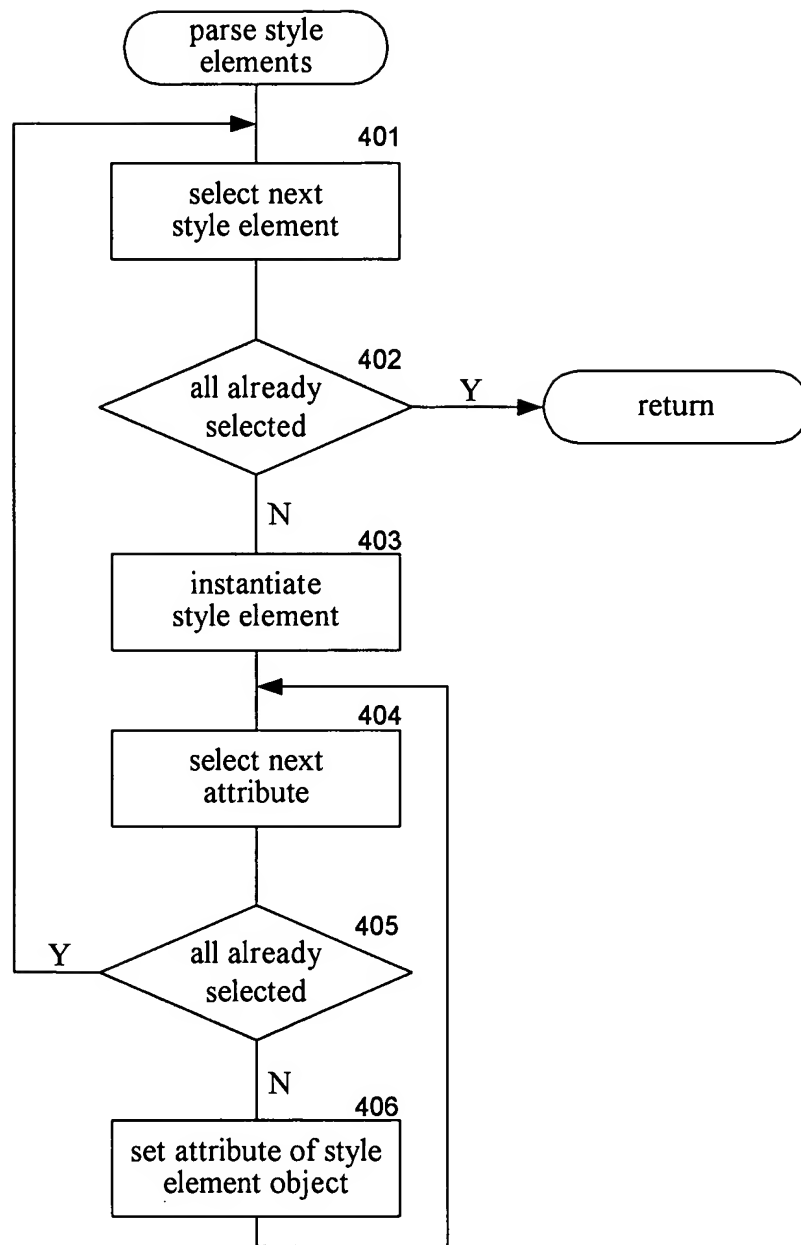 parse style
elements
401
select next
style element
402
all already
selected
Y
return
N
403
instantiate
style element
404
select next
attribute
405
Y
all already
selected
N
406
set attribute of style
element object